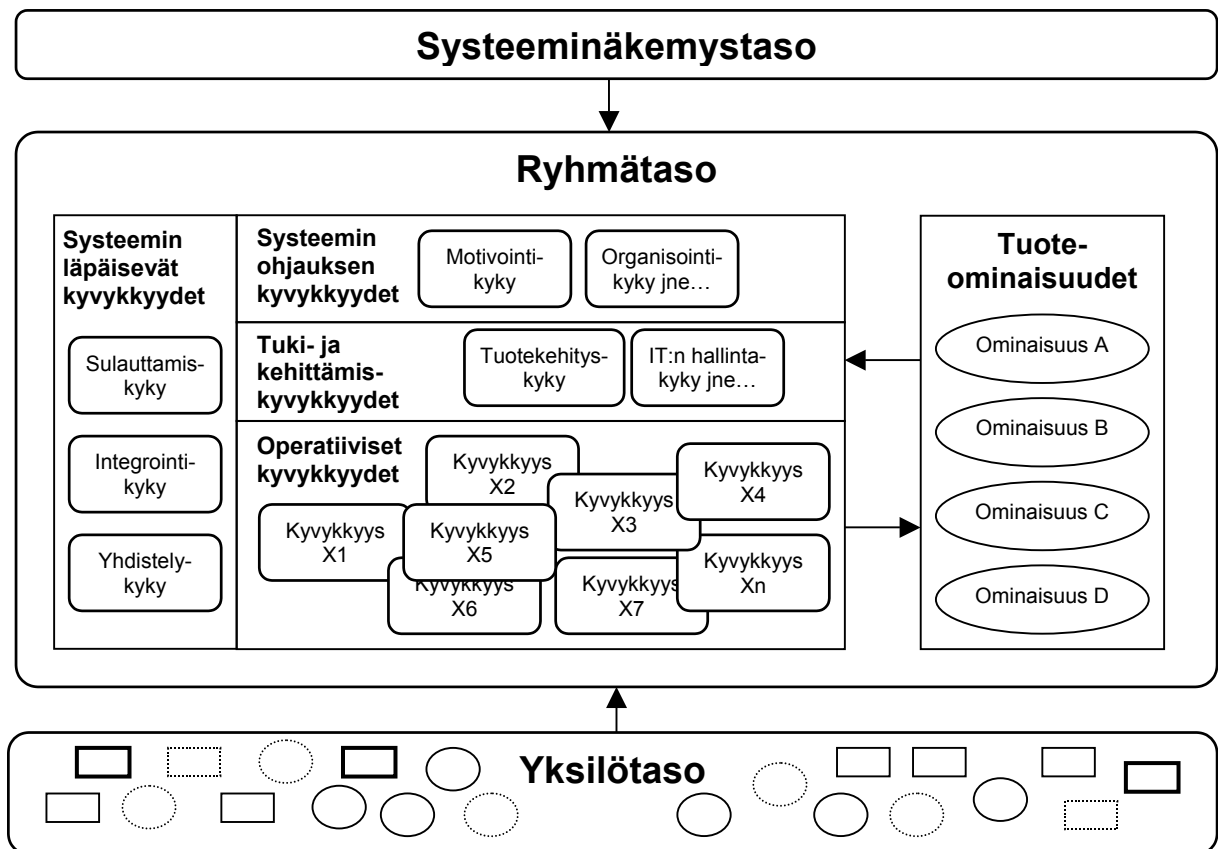 Systeeminäkemystaso
Ryhmätaso
Systeemin
läpäisevät
kyvykkyydet
Sulauttamis-
kyky
Integrointi-
kyky
Yhdistely-
kyky
Systeemin
ohjauksen
kyvykkyydet
Motivointi-
kyky
Organisointi-
kyky jne…
Tuki- ja
kehittämis-
kyvykkyydet
Tuotekehitys-
kyky
IT:n hallinta-
kyky jne…
Operatiiviset
kyvykkyydet
Kyvykkyys
X1
Kyvykkyys
X2
Kyvykkyys
X3
Kyvykkyys
X4
Kyvykkyys
X5
Kyvykkyys
X6
Kyvykkyys
X7
Kyvykkyys
Xn
Tuote-
ominaisuudet
Ominaisuus A
Ominaisuus B
Ominaisuus C
Ominaisuus D
Yksilötaso